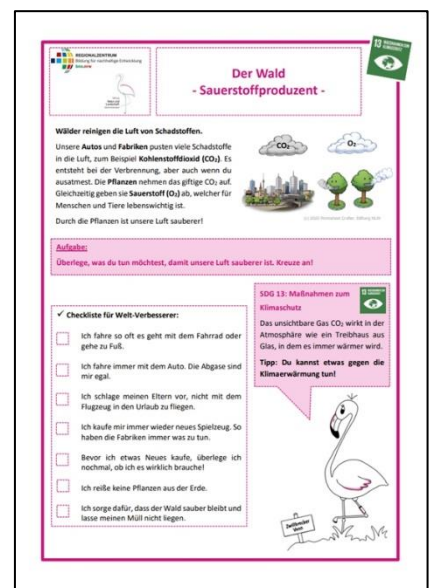 REGIONALZENTRUM
Bildung für nachhaltige Entwicklung
13 MASSNAHMEN ZUM
KLIMASCHUTZ
Der Wald
- Sauerstoffproduzent -
Wälder reinigen die Luft von Schadstoffen.
Unsere Autos und Fabriken pusten viele Schadstoffe
in die Luft, zum Beispiel Kohlenstoffdioxid (CO₂). Es
entsteht bei der Verbrennung, aber auch wenn du
ausatmest. Die Pflanzen nehmen das giftige CO₂ auf.
Gleichzeitig geben sie Sauerstoff (O₂) ab, welcher für
Menschen und Tiere lebenswichtig ist.
Durch die Pflanzen ist unsere Luft sauberer!
CO₂
O₂
Aufgabe:
Überlege, was du tun möchtest, damit unsere Luft sauberer ist. Kreuze an!
✓ Checkliste für Welt-Verbesserer:
Ich fahre so oft es geht mit dem Fahrrad oder
gehe zu Fuß.
Ich fahre immer mit dem Auto. Die Abgase sind
mir egal.
Ich schlage meinen Eltern vor, nicht mit dem
Flugzeug in den Urlaub zu fliegen.
Ich kaufe mir immer wieder neues Spielzeug. So
haben die Fabriken immer was zu tun.
Bevor ich etwas Neues kaufe, überlege ich
nochmal, ob ich es wirklich brauche!
Ich reiße keine Pflanzen aus der Erde.
Ich sorge dafür, dass der Wald sauber bleibt und
lasse meinen Müll nicht liegen.
SDG 13: Maßnahmen zum
Klimaschutz
Das unsichtbare Gas CO₂ wirkt in der
Atmosphäre wie ein Treibhaus aus
Glas, in dem es immer wärmer wird.
Tipp: Du kannst etwas gegen die
Klimaerwärmung tun!
Zwillbrocker
Venn